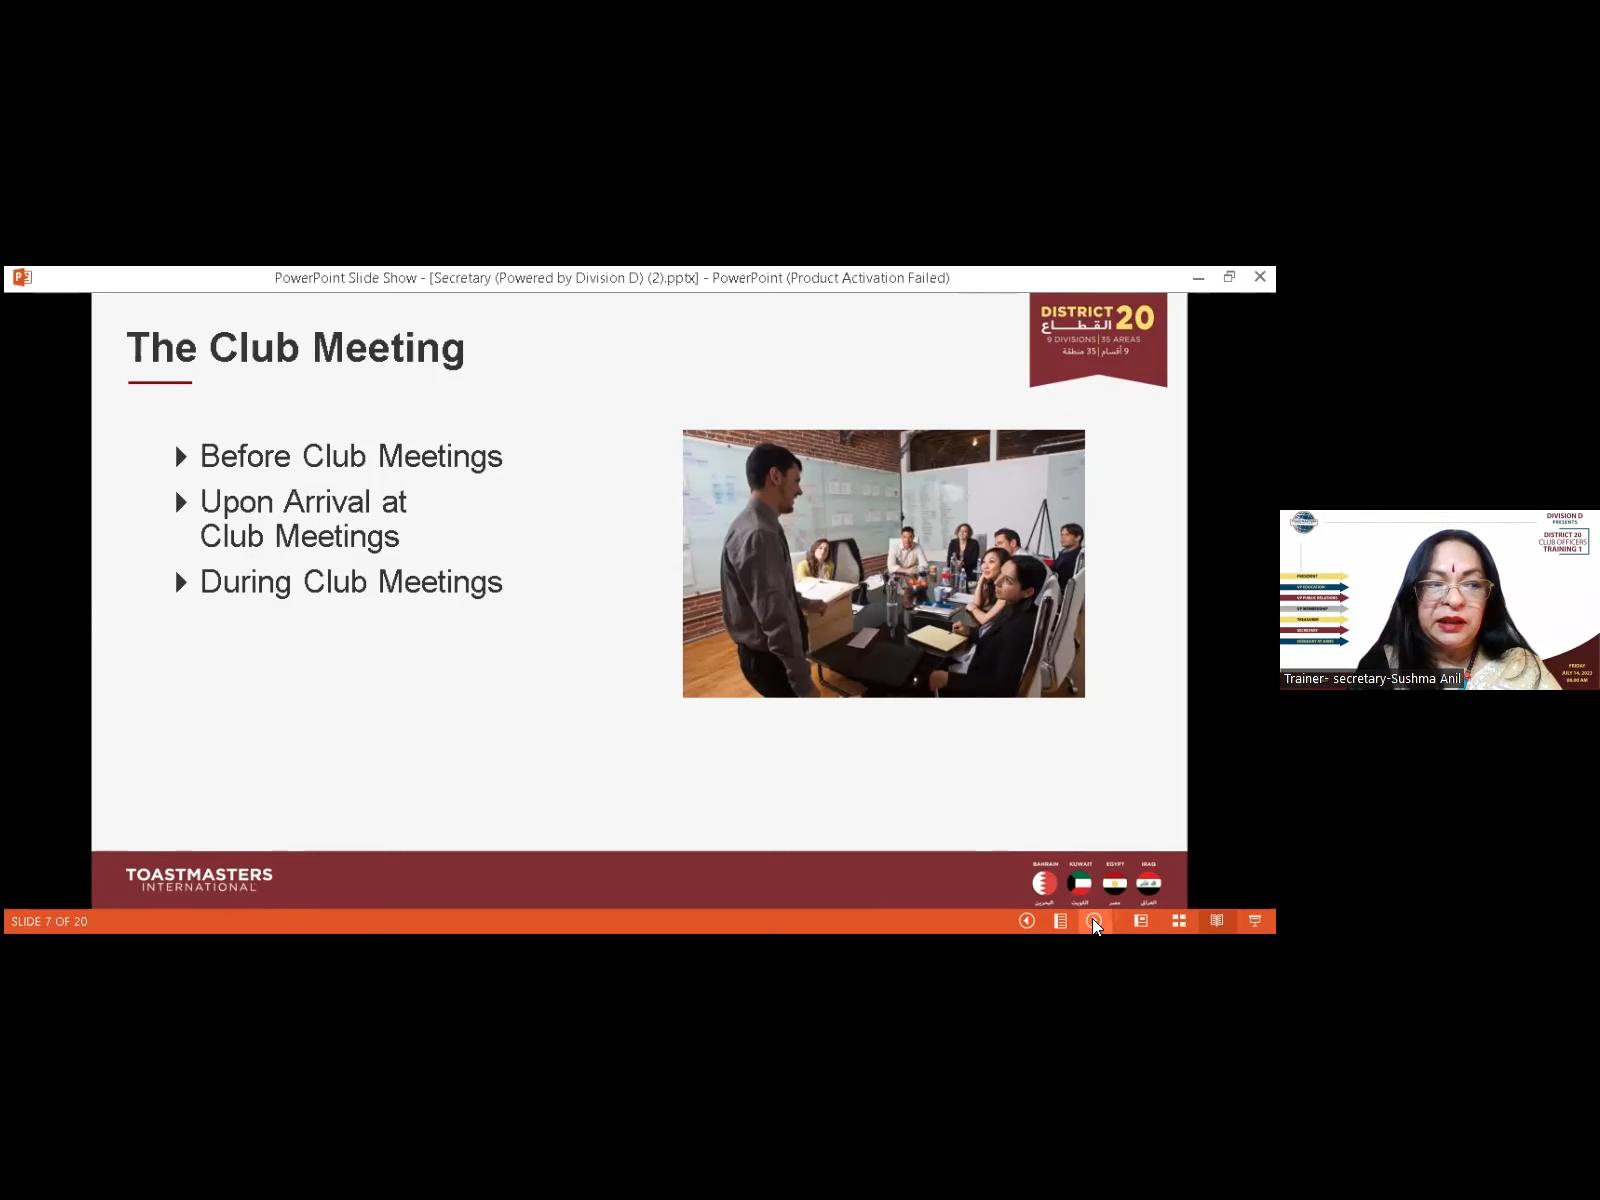 PowerPoint Slide Show - [Secretary (Powered by Division D) (2).pptx] - PowerPoint (Product Activation Failed)
The Club Meeting
DISTRICT 20
القطاع
9 DIVISIONS | 35 AREAS
9 أقسام | 35 منطقة
Before Club Meetings
Upon Arrival at
Club Meetings
During Club Meetings
TOASTMASTERS
INTERNATIONAL
BAHRAIN KUWAIT EGYPT IRAQ
البحرين الكويت مصر العراق
SLIDE 7 OF 20
TOASTMASTERS
DIVISION D
PRESENTS
DISTRICT 20
CLUB OFFICERS
TRAINING 1
PRESIDENT
VP EDUCATION
VP PUBLIC RELATIONS
VP MEMBERSHIP
TREASURER
SECRETARY
SERGEANT AT ARMS
FRIDAY
JULY 14, 2023
08:00 AM
Trainer- secretary-Sushma Anil